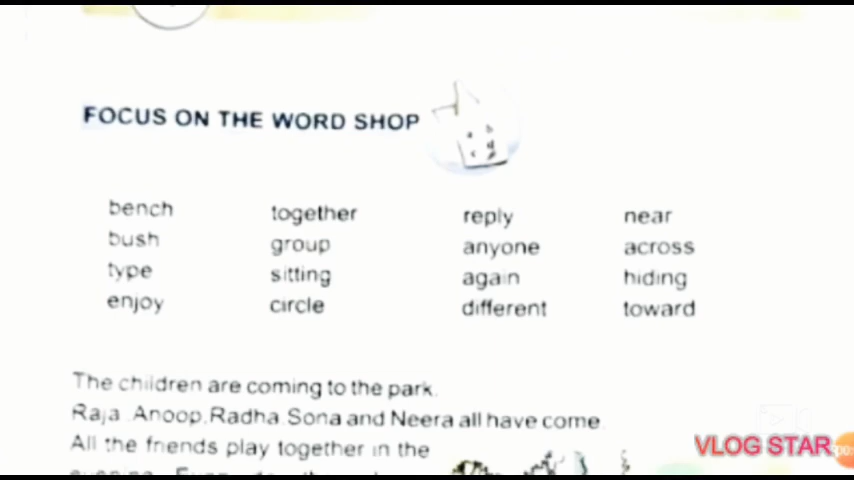 FOCUS ON THE WORD SHOP
bench together reply near
bush group anyone across
type sitting again hiding
enjoy circle different toward
The children are coming to the park.
Raja, Anoop, Radha, Sona and Neera all have come.
All the friends play together in the
VLOG STAR